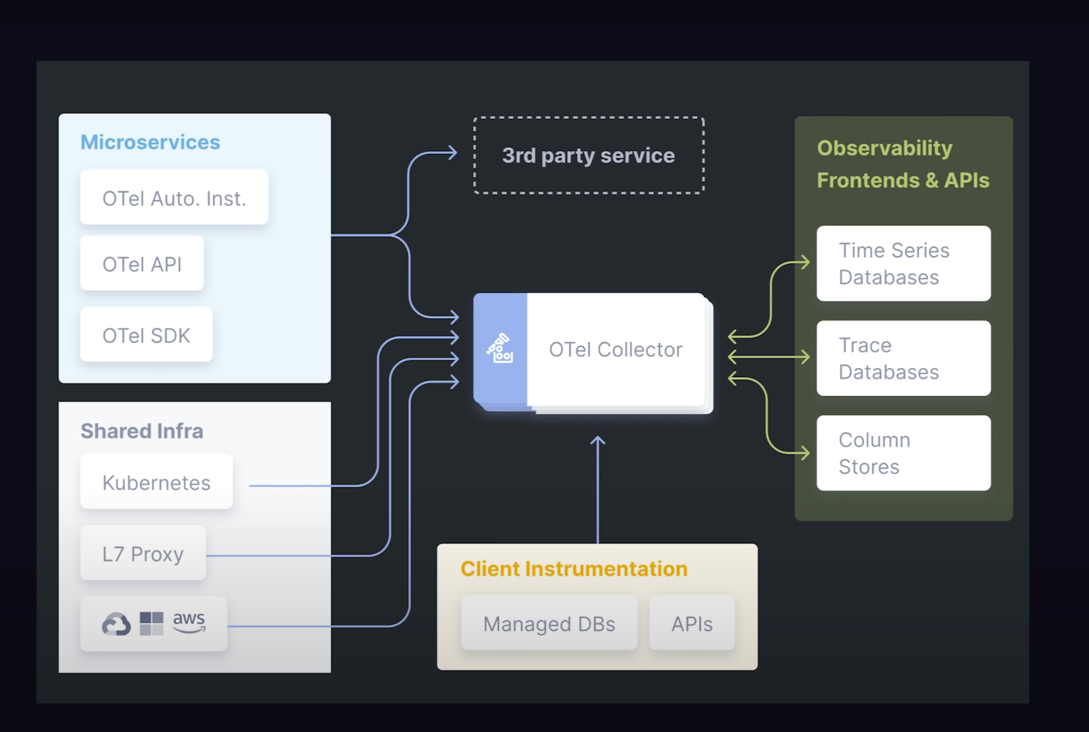 Microservices
OTel Auto. Inst.
OTel API
OTel SDK
Shared Infra
Kubernetes
L7 Proxy
aws
3rd party service
OTel Collector
Client Instrumentation
Managed DBs
APIs
Observability
Frontends & APIs
Time Series
Databases
Trace
Databases
Column
Stores